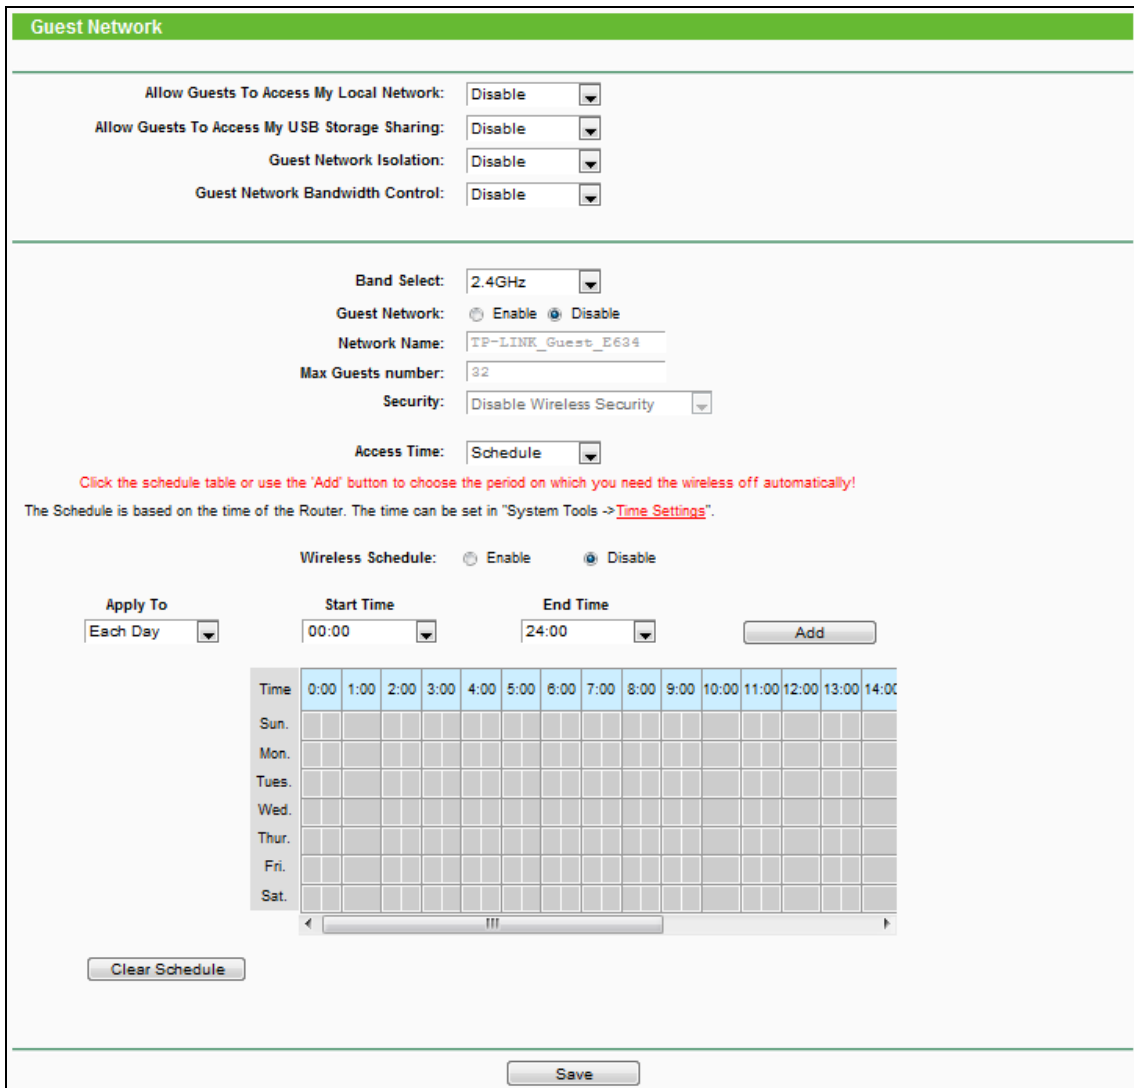 Guest Network
Allow Guests To Access My Local Network: Disable
Allow Guests To Access My USB Storage Sharing: Disable
Guest Network Isolation: Disable
Guest Network Bandwidth Control: Disable
Band Select: 2.4GHz
Guest Network: Enable Disable
Network Name: TP-LINK_Guest_E634
Max Guests number: 32
Security: Disable Wireless Security
Access Time: Schedule
Click the schedule table or use the 'Add' button to choose the period on which you need the wireless off automatically!
The Schedule is based on the time of the Router. The time can be set in "System Tools ->Time Settings".
Wireless Schedule: Enable Disable
Apply To Start Time End Time
Each Day 00:00 24:00 Add
Time 0:00 1:00 2:00 3:00 4:00 5:00 6:00 7:00 8:00 9:00 10:00 11:00 12:00 13:00 14:00
Sun.
Mon.
Tues.
Wed.
Thur.
Fri.
Sat.
Clear Schedule
Save